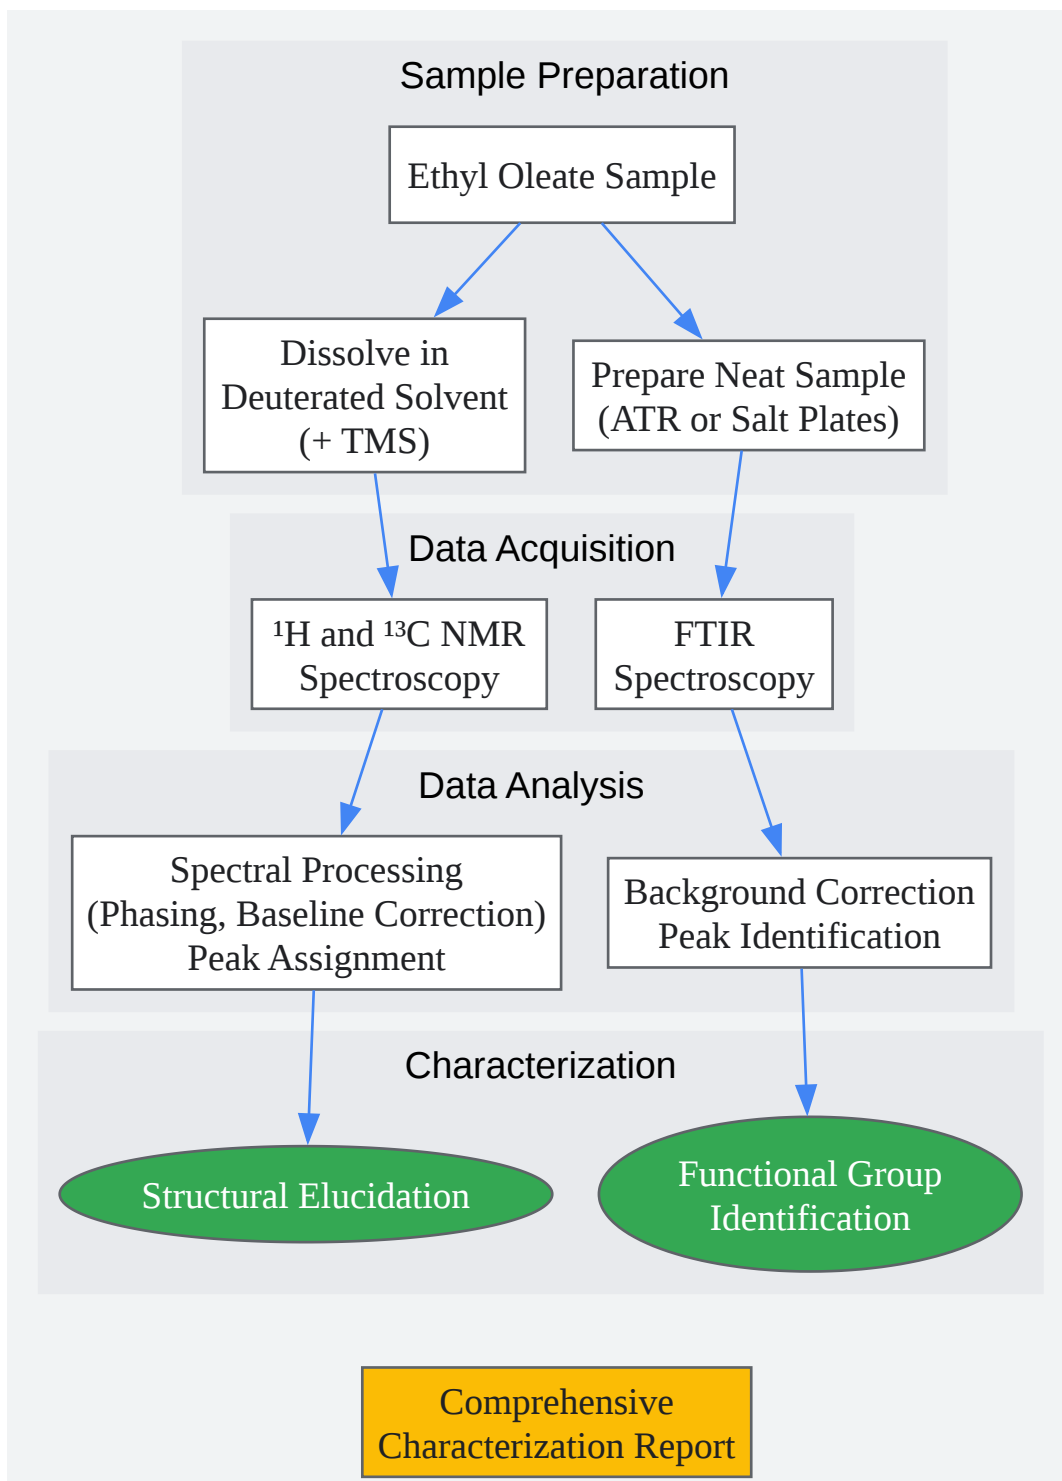 Sample Preparation
Ethyl Oleate Sample
Dissolve in
Deuterated Solvent
(+ TMS)
Prepare Neat Sample
(ATR or Salt Plates)
Data Acquisition
¹H and ¹³C NMR
Spectroscopy
FTIR
Spectroscopy
Data Analysis
Spectral Processing
(Phasing, Baseline Correction)
Peak Assignment
Background Correction
Peak Identification
Characterization
Structural Elucidation
Functional Group
Identification
Comprehensive
Characterization Report